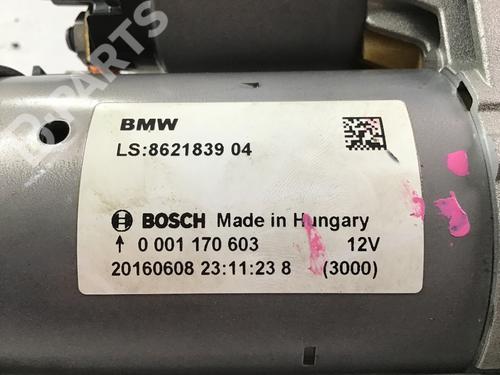 B-PARTS
BMW
LS:8621839 04
BOSCH Made in Hungary
0 001 170 603 12V
20160608 23:11:23 8 (3000)